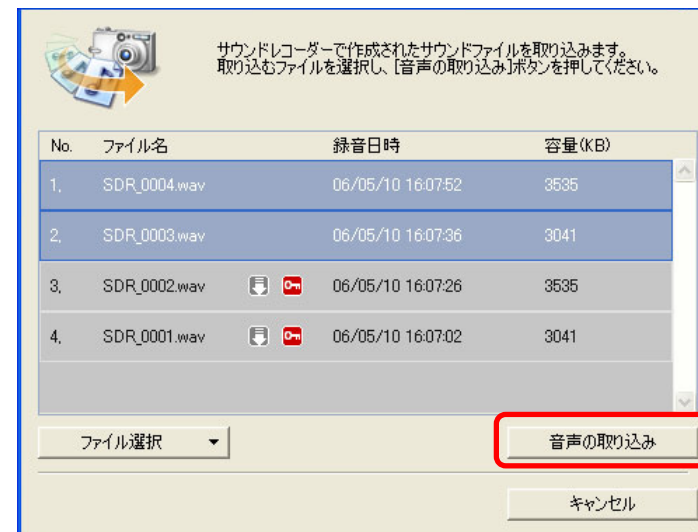 サウンドレコーダーで作成されたサウンドファイルを取り込みます。
取り込むファイルを選択し、[音声の取り込み]ボタンを押してください。
No. ファイル名 録音日時 容量(KB)
1, SDR_0004.wav 06/05/10 16:07:52 3535
2, SDR_0003.wav 06/05/10 16:07:36 3041
3, SDR_0002.wav 06/05/10 16:07:26 3535
4, SDR_0001.wav 06/05/10 16:07:02 3041
ファイル選択 音声の取り込み
キャンセル